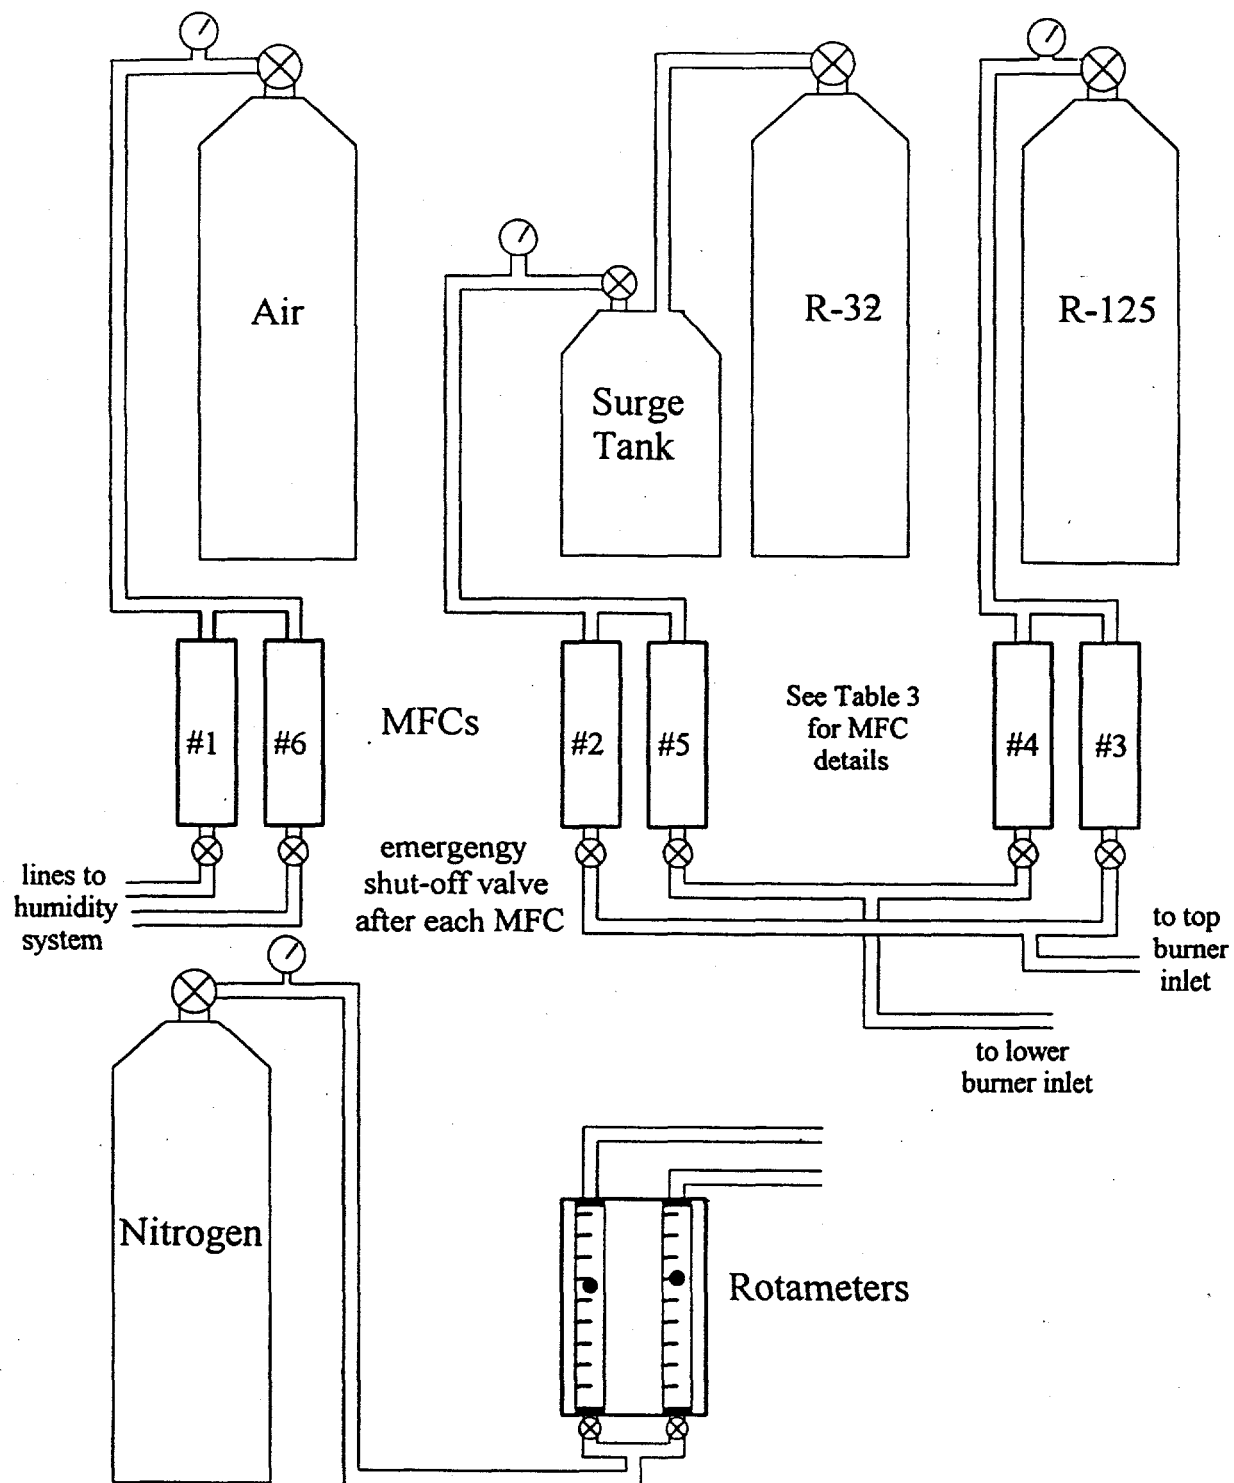 Air
Surge
Tank
R-32
R-125
#1
#6
MFCs
#2
#5
See Table 3
for MFC
details
#4
#3
lines to
humidity
system
emergengy
shut-off valve
after each MFC
to top
burner
inlet
to lower
burner inlet
Nitrogen
Rotameters